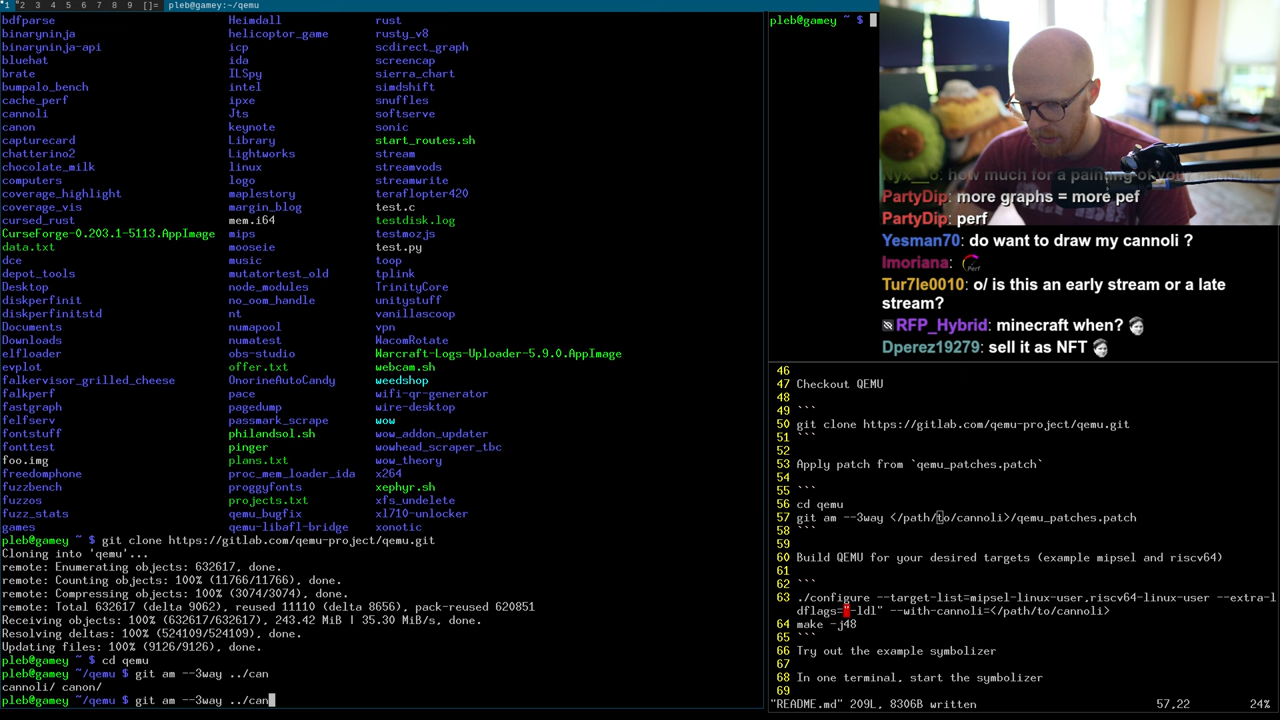 1 2 3 4 5 6 7 8 9 []= pleb@gamey:~/qemu
bdfparse Heimdall rust
binaryninja helicoptor_game rusty_v8
binaryninja-api icp scdirect_graph
bluehat ida screencap
brate ILSpy sierra_chart
bumpalo_bench intel simdshift
cache_perf ipxe snuffles
cannoli Jts softserve
canon keynote sonic
capturecard Library start_routes.sh
chatterino2 Lightworks stream
chocolate_milk linux streamvods
computers logo streamwrite
coverage_highlight maplestory teraflopter420
coverage_vis margin_blog test.c
cursed_rust mem.i64 testdisk.log
CurseForge-0.203.1-5113.AppImage mips testmozjs
data.txt mooseie test.py
dce music toop
depot_tools mutatortest_old tplink
Desktop node_modules TrinityCore
diskperfinit no_oom_handle unitystuff
diskperfinitstd nt vanillascoop
Documents numapool vpn
Downloads numatest WacomRotate
elfloader obs-studio Warcraft-Logs-Uploader-5.9.0.AppImage
evplot offer.txt webcam.sh
falkervisor_grilled_cheese OnorineAutoCandy weedshop
falkperf pace wifi-qr-generator
fastgraph pagedump wire-desktop
felfserv passmark_scrape wow
fontstuff philandsol.sh wow_addon_updater
fonttest pinger wowhead_scraper_tbc
foo.img plans.txt wow_theory
freedomphone proc_mem_loader_ida x264
fuzzbench proggyfonts xephyr.sh
fuzzos projects.txt xfs_undelete
fuzz_stats qemu_bugfix xl710-unlocker
games qemu-libafl-bridge xonotic
pleb@gamey ~ $ git clone https://gitlab.com/qemu-project/qemu.git
Cloning into 'qemu'...
remote: Enumerating objects: 632617, done.
remote: Counting objects: 100% (11766/11766), done.
remote: Compressing objects: 100% (3074/3074), done.
remote: Total 632617 (delta 9062), reused 11110 (delta 8656), pack-reused 620851
Receiving objects: 100% (632617/632617), 243.42 MiB | 35.30 MiB/s, done.
Resolving deltas: 100% (524109/524109), done.
Updating files: 100% (9126/9126), done.
pleb@gamey ~ $ cd qemu
pleb@gamey ~/qemu $ git am --3way ../can
cannoli/ canon/
pleb@gamey ~/qemu $ git am --3way ../can
pleb@gamey ~ $
Nyx__o: how much for a painting of your
PartyDip: more graphs = more pef
PartyDip: perf
Yesman70: do want to draw my cannoli ?
Imoriana: Perf
Tur7le0010: o/ is this an early stream or a late
stream?
RFP_Hybrid: minecraft when?
Dperez19279: sell it as NFT
46
47 Checkout QEMU
48
49 ```
50 git clone https://gitlab.com/qemu-project/qemu.git
51 ```
52
53 Apply patch from `qemu_patches.patch`
54
55 ```
56 cd qemu
57 git am --3way </path/to/cannoli>/qemu_patches.patch
58 ```
59
60 Build QEMU for your desired targets (example mipsel and riscv64)
61
62 ```
63 ./configure --target-list=mipsel-linux-user,riscv64-linux-user --extra-l
dflags="-ldl" --with-cannoli=</path/to/cannoli>
64 make -j48
65 ```
66 Try out the example symbolizer
67
68 In one terminal, start the symbolizer
69
"README.md" 209L, 8306B written 57,22 24%